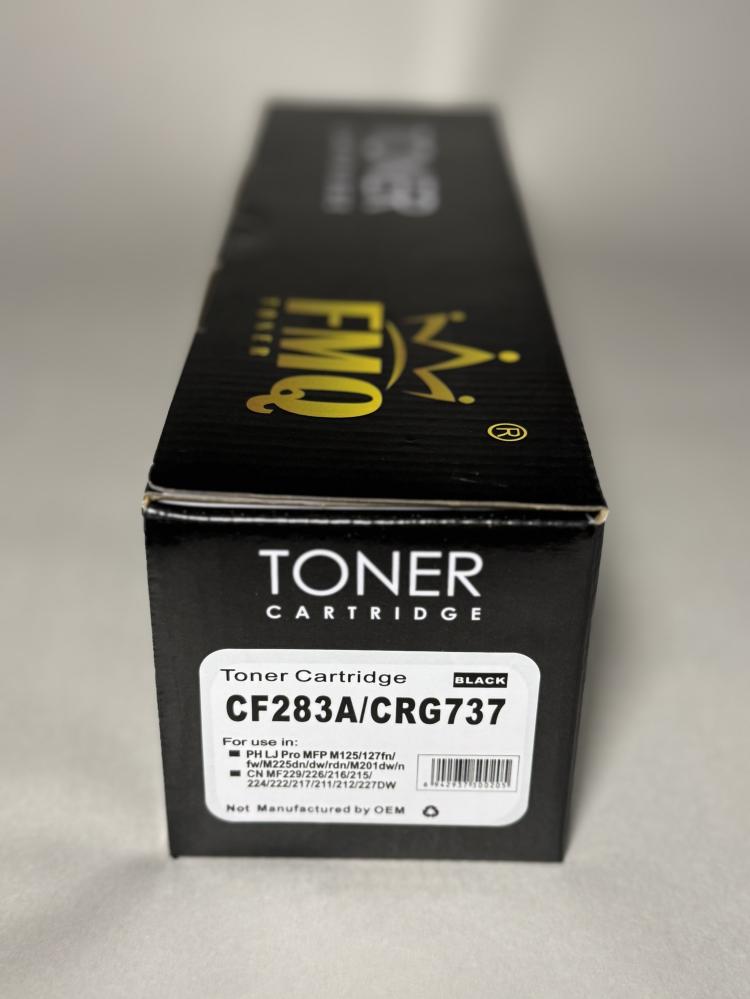 TONER
FMQ
TONER
®
TONER
CARTRIDGE
Toner Cartridge
BLACK
CF283A/CRG737
For use in:
PH LJ Pro MFP M125/127fn/
fw/M225dn/dw/rdn/M201dw/n
CN MF229/226/216/215/
224/222/217/211/212/227DW
6942937300205
Not Manufactured by OEM